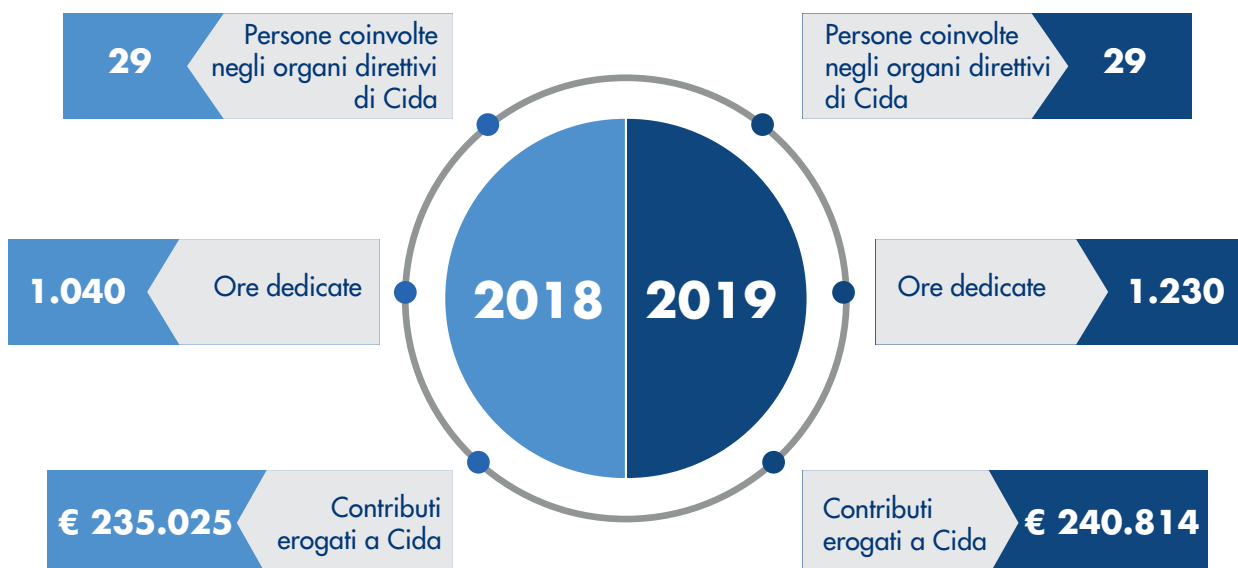 29
Persone coinvolte
negli organi direttivi
di Cida
Persone coinvolte
negli organi direttivi
di Cida
29
1.040
Ore dedicate
2018
2019
Ore dedicate
1.230
€ 235.025
Contributi
erogati a Cida
Contributi
erogati a Cida
€ 240.814